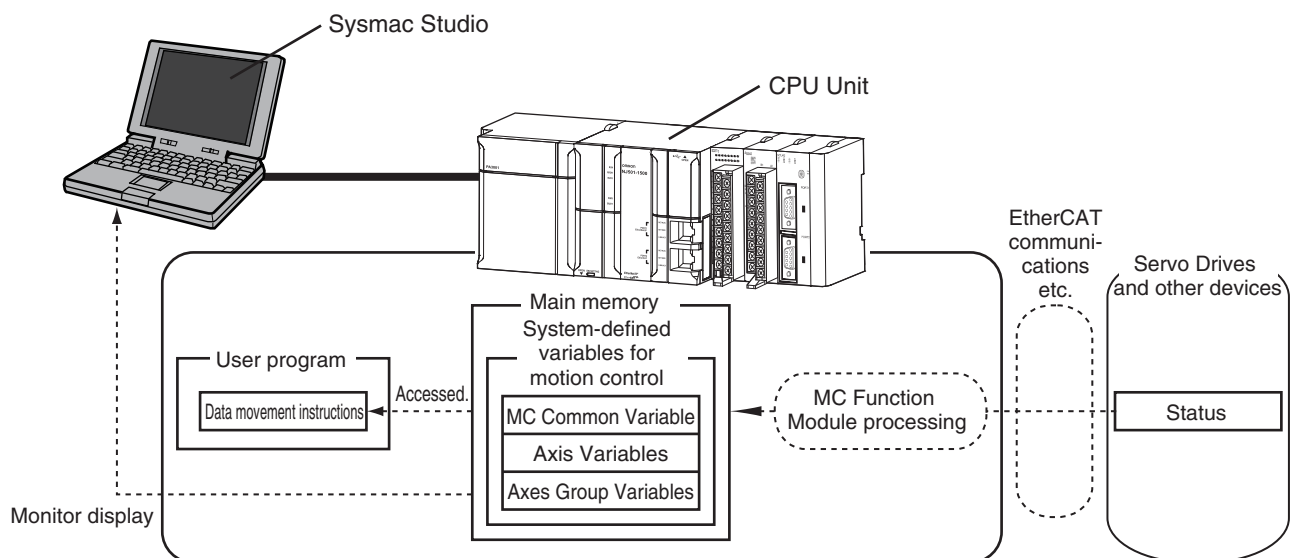 Sysmac Studio
CPU Unit
NJ501-1500
EtherCAT
communi-
cations
etc.
Servo Drives
and other devices
Main memory
System-defined
variables for
motion control
User program
Data movement instructions
Accessed.
MC Common Variable
Axis Variables
Axes Group Variables
MC Function
Module processing
Status
Monitor display